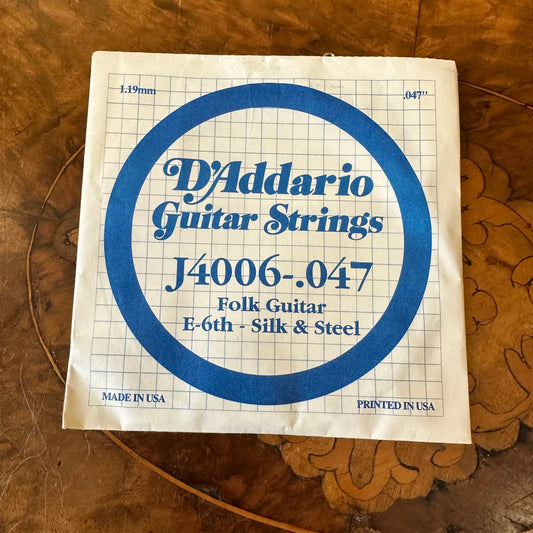 1.19mm .047"
D'Addario
Guitar Strings
J4006-.047
Folk Guitar
E-6th - Silk & Steel
MADE IN USA PRINTED IN USA